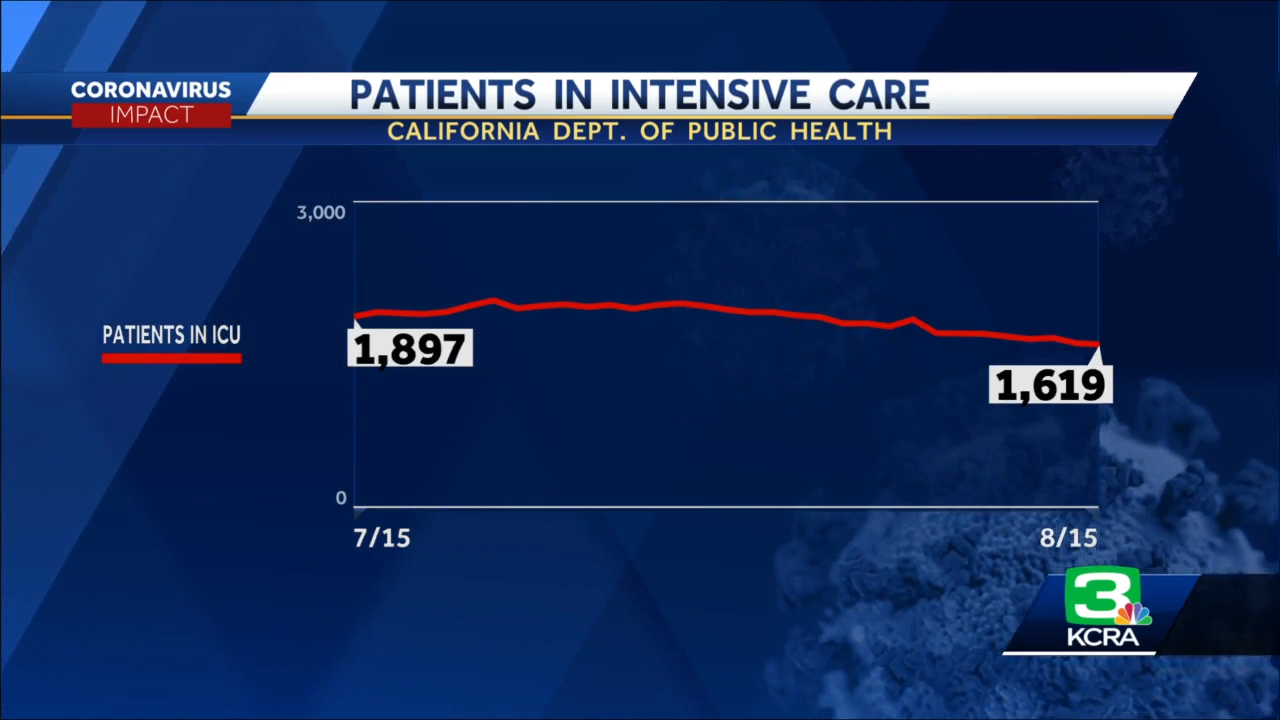 CORONAVIRUS
IMPACT
PATIENTS IN INTENSIVE CARE
CALIFORNIA DEPT. OF PUBLIC HEALTH
3,000
PATIENTS IN ICU
1,897
1,619
0
7/15
8/15
3
KCRA